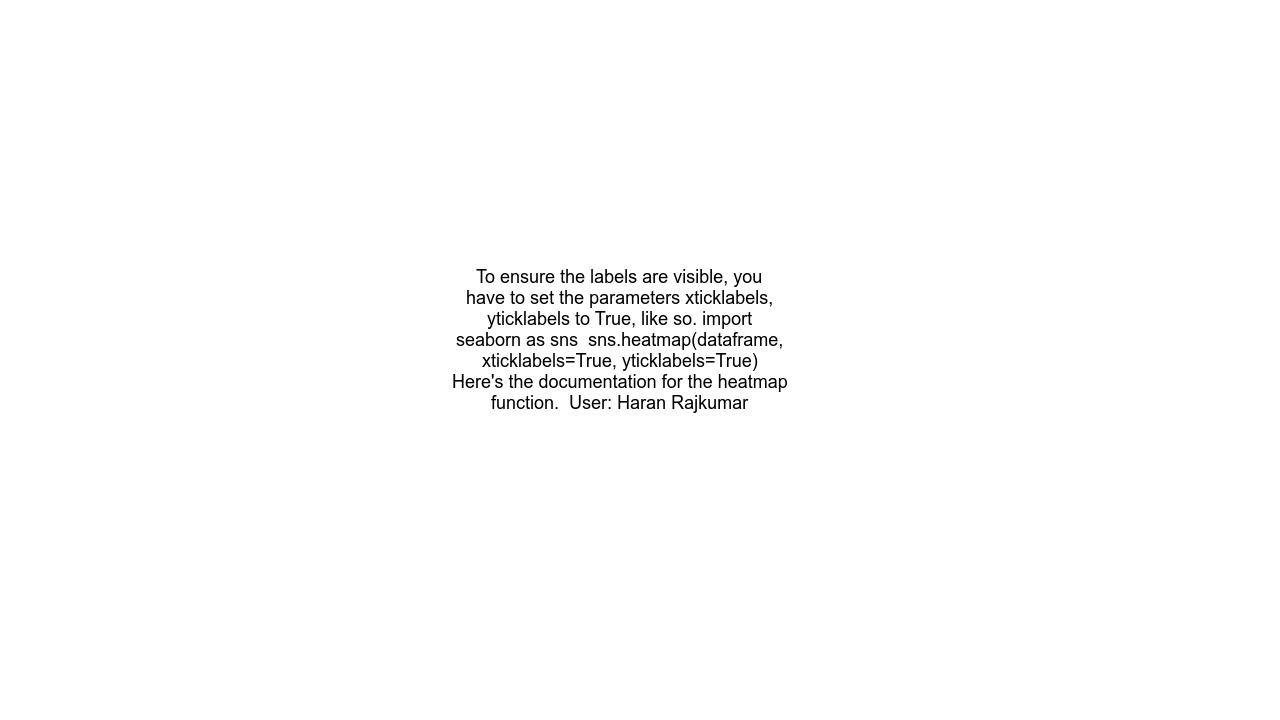 To ensure the labels are visible, you
have to set the parameters xticklabels,
yticklabels to True, like so. import
seaborn as sns  sns.heatmap(dataframe,
xticklabels=True, yticklabels=True)
Here's the documentation for the heatmap
function.  User: Haran Rajkumar